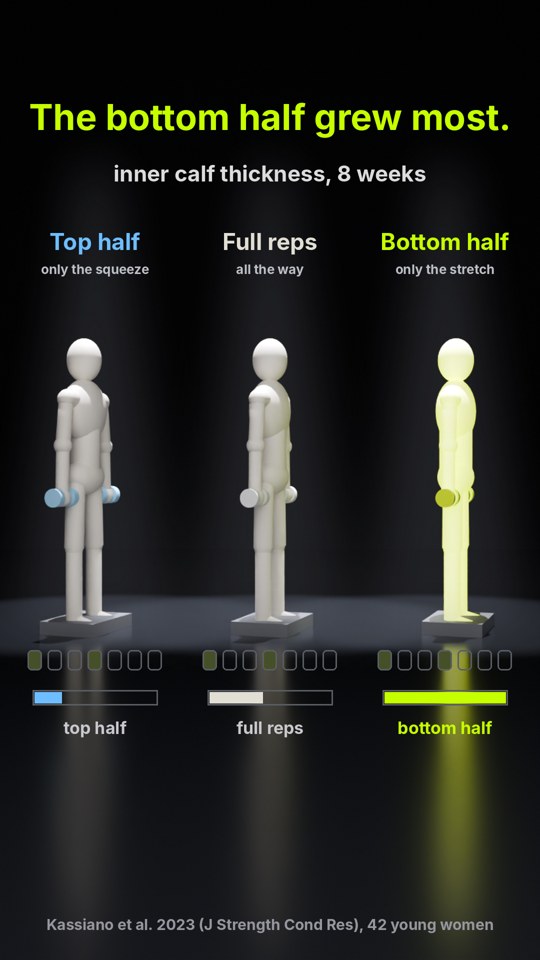 The bottom half grew most.
inner calf thickness, 8 weeks
Top half
only the squeeze
Full reps
all the way
Bottom half
only the stretch
top half
full reps
bottom half
Kassiano et al. 2023 (J Strength Cond Res), 42 young women